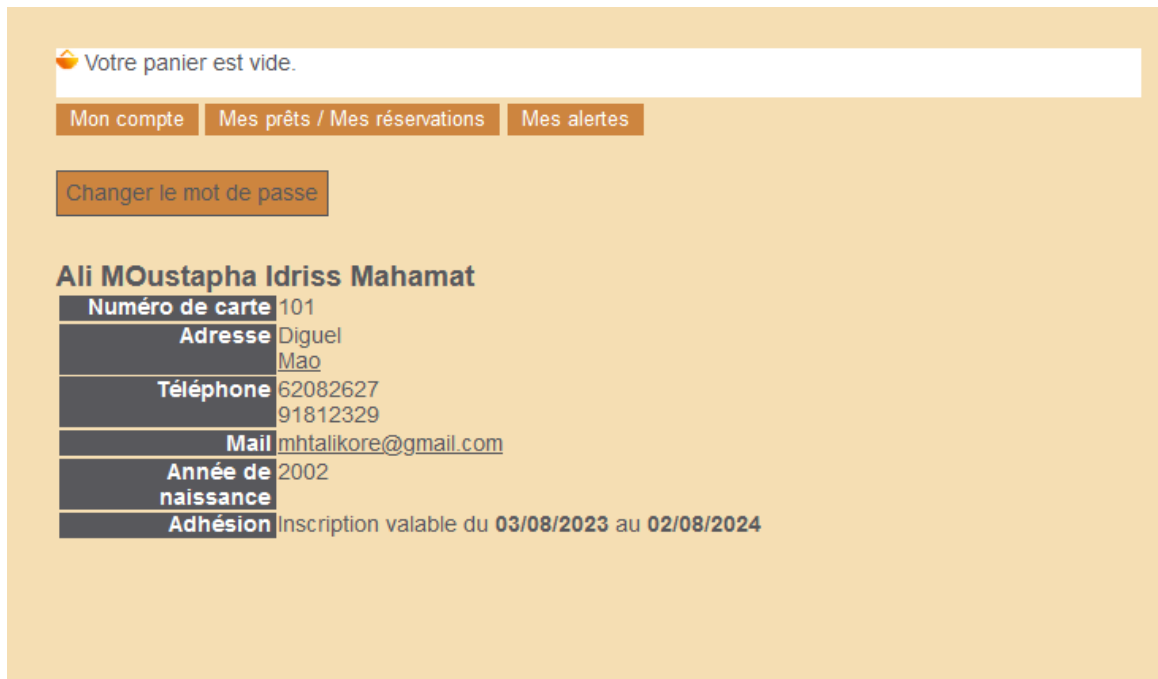 Votre panier est vide.
Mon compte Mes prêts / Mes réservations Mes alertes
Changer le mot de passe
Ali MOustapha Idriss Mahamat
Numéro de carte 101
Adresse Diguel
Mao
Téléphone 62082627
91812329
Mail mhtalikore@gmail.com
Année de 2002
naissance
Adhésion Inscription valable du 03/08/2023 au 02/08/2024